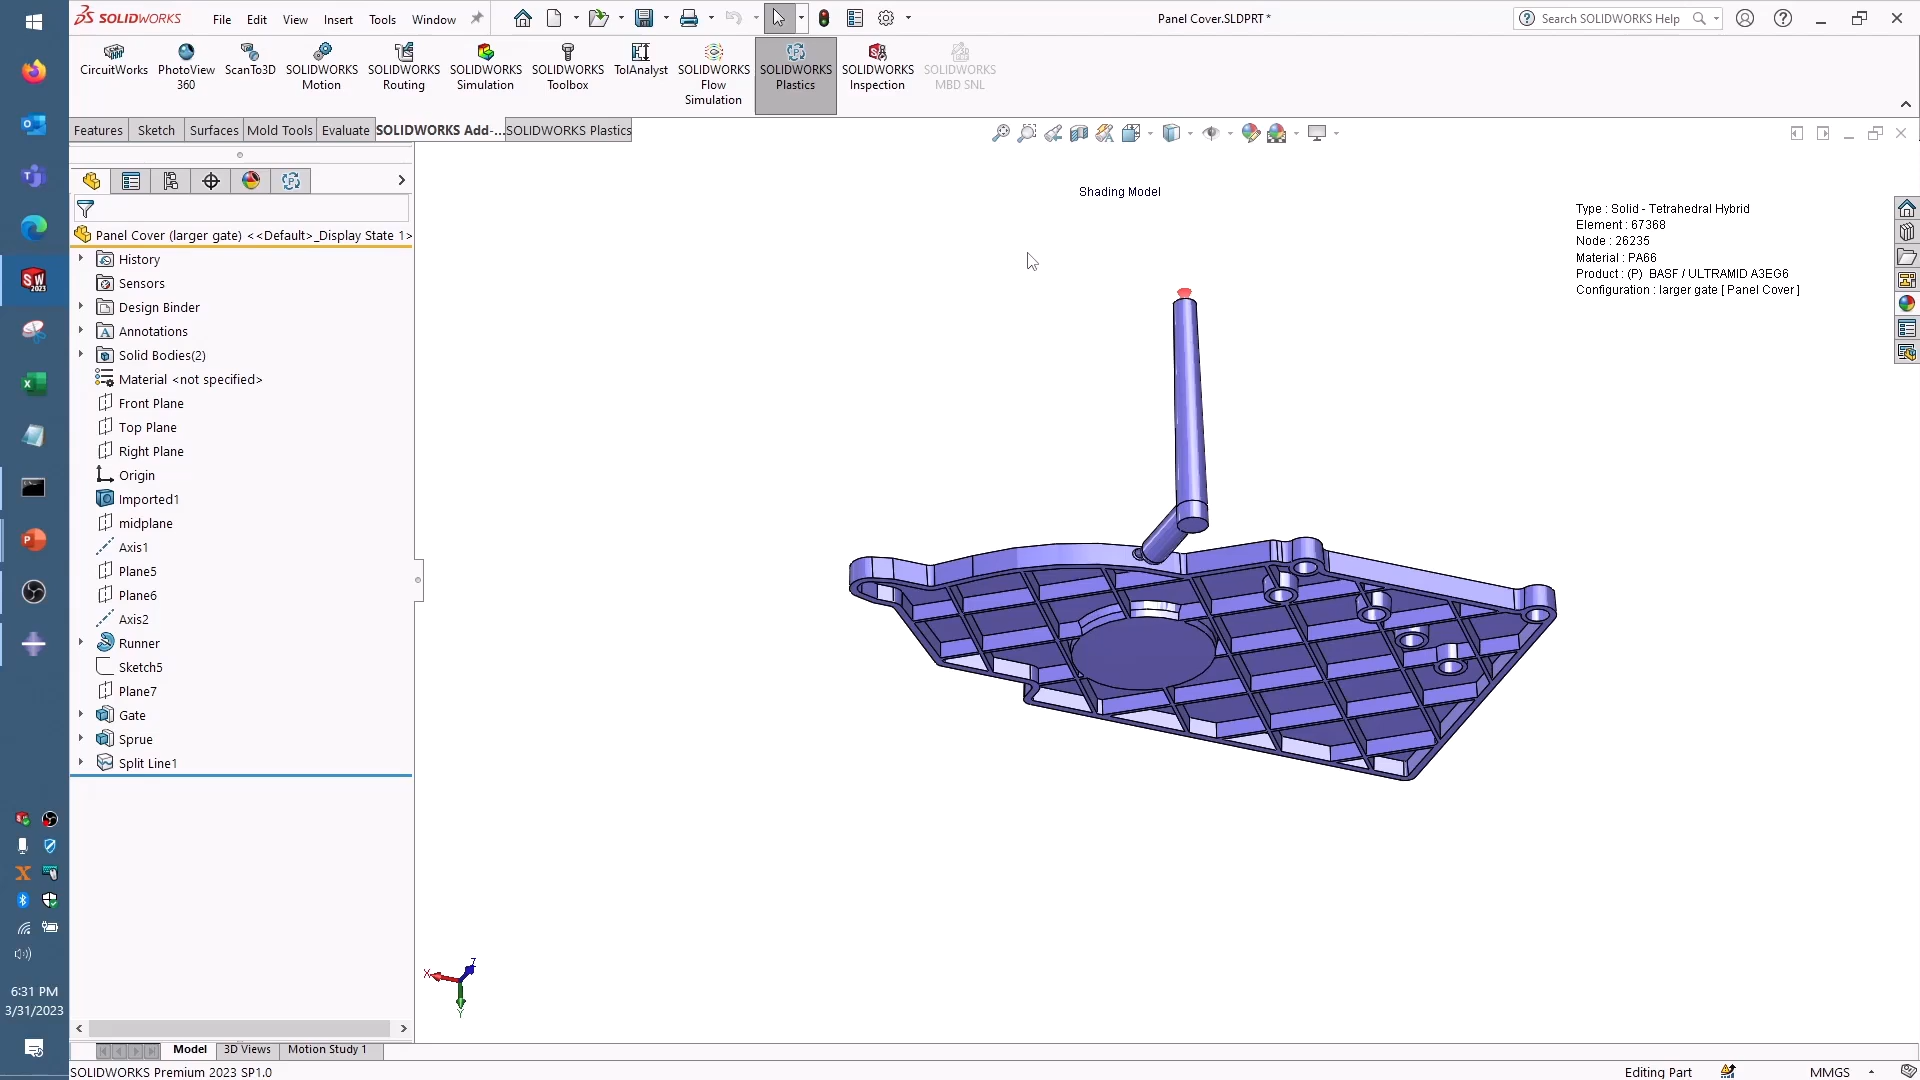 SOLIDWORKS File Edit View Insert Tools Window
Panel Cover.SLDPRT *
Search SOLIDWORKS Help
CircuitWorks
PhotoView 360
ScanTo3D
SOLIDWORKS Motion
SOLIDWORKS Routing
SOLIDWORKS Simulation
SOLIDWORKS Toolbox
TolAnalyst
SOLIDWORKS Flow Simulation
SOLIDWORKS Plastics
SOLIDWORKS Inspection
SOLIDWORKS MBD SNL
Features Sketch Surfaces Mold Tools Evaluate SOLIDWORKS Add-... SOLIDWORKS Plastics
Shading Model
Type : Solid - Tetrahedral Hybrid
Element : 67368
Node : 26235
Material : PA66
Product : (P) BASF / ULTRAMID A3EG6
Configuration : larger gate [ Panel Cover ]
Panel Cover (larger gate) <<Default>_Display State 1>
History
Sensors
Design Binder
Annotations
Solid Bodies(2)
Material <not specified>
Front Plane
Top Plane
Right Plane
Origin
Imported1
midplane
Axis1
Plane5
Plane6
Axis2
Runner
Sketch5
Plane7
Gate
Sprue
Split Line1
X
Z
Y
6:31 PM
3/31/2023
Model 3D Views Motion Study 1
SOLIDWORKS Premium 2023 SP1.0
Editing Part
MMGS